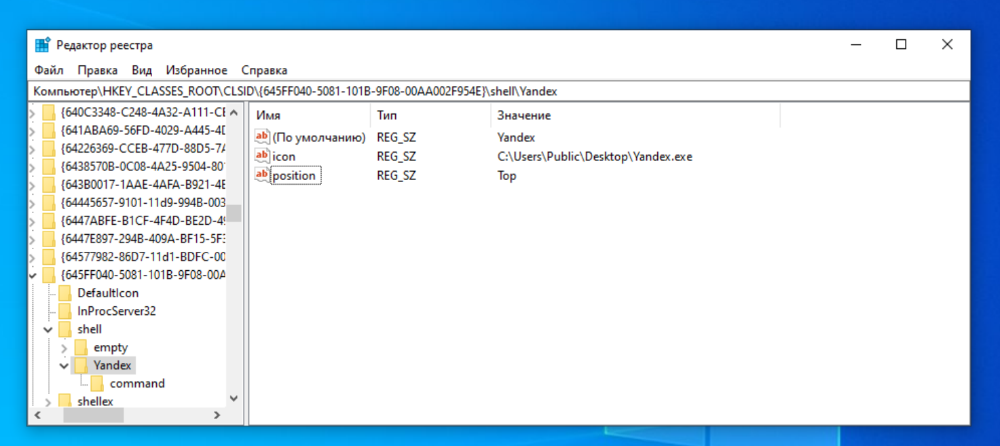 Редактор реестра
Файл Правка Вид Избранное Справка
Компьютер\HKEY_CLASSES_ROOT\CLSID\{645FF040-5081-101B-9F08-00AA002F954E}\shell\Yandex
{640C3348-C248-4A32-A111-CE
{641ABA69-56FD-4029-A445-4D
{64226369-CCEB-477D-88D5-7A
{6438570B-0C08-4A25-9504-80
{643B0017-1AAE-4AFA-B921-4E
{64445657-9101-11d9-994B-003
{6447ABFE-B1CF-4F4D-BE2D-49
{6447E897-294B-409A-BF15-5F
{64577982-86D7-11d1-BDFC-00
{645FF040-5081-101B-9F08-00A
DefaultIcon
InProcServer32
shell
empty
Yandex
command
shellex
Имя Тип Значение
(По умолчанию) REG_SZ Yandex
icon REG_SZ C:\Users\Public\Desktop\Yandex.exe
position REG_SZ Top